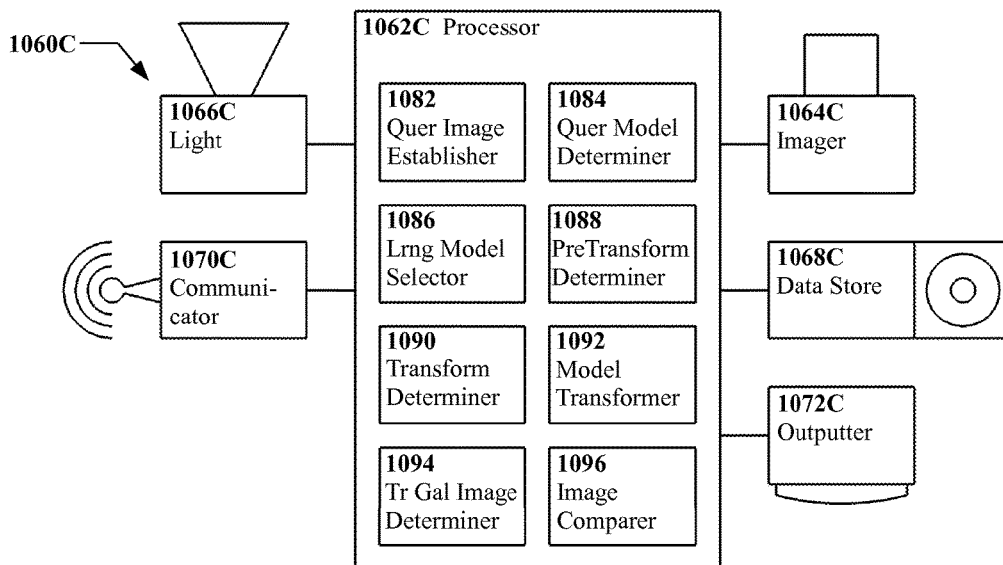 1060C
1066C
Light
1070C
Communi-
cator
1062C Processor
1082
Quer Image
Establisher
1084
Quer Model
Determiner
1086
Lrng Model
Selector
1088
PreTransform
Determiner
1090
Transform
Determiner
1092
Model
Transformer
1094
Tr Gal Image
Determiner
1096
Image
Comparer
1064C
Imager
1068C
Data Store
1072C
Outputter